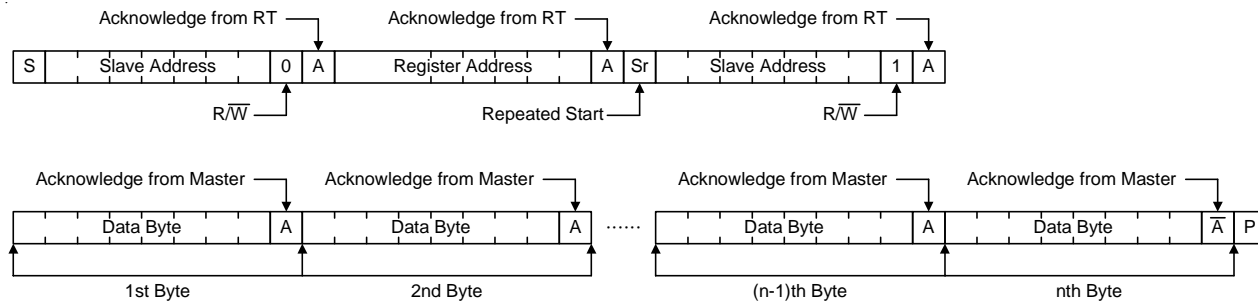 Acknowledge from RT Acknowledge from RT Acknowledge from RT
S Slave Address 0 A Register Address A Sr Slave Address 1 A
R/W̅ Repeated Start R/W̅
Acknowledge from Master Acknowledge from Master Acknowledge from Master Acknowledge from Master
Data Byte A Data Byte A ...... Data Byte A Data Byte A̅ P
1st Byte 2nd Byte (n-1)th Byte nth Byte